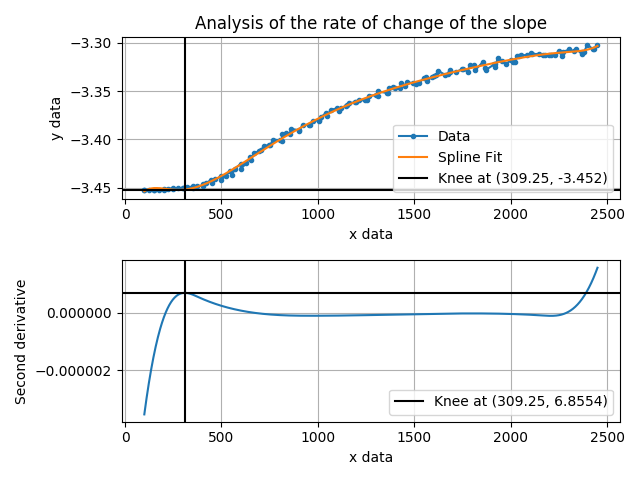 Analysis of the rate of change of the slope
−3.30
−3.35
−3.40
−3.45
y data
Data
Spline Fit
Knee at (309.25, -3.452)
0 500 1000 1500 2000 2500
x data
0.000000
−0.000002
Second derivative
Knee at (309.25, 6.8554)
0 500 1000 1500 2000 2500
x data